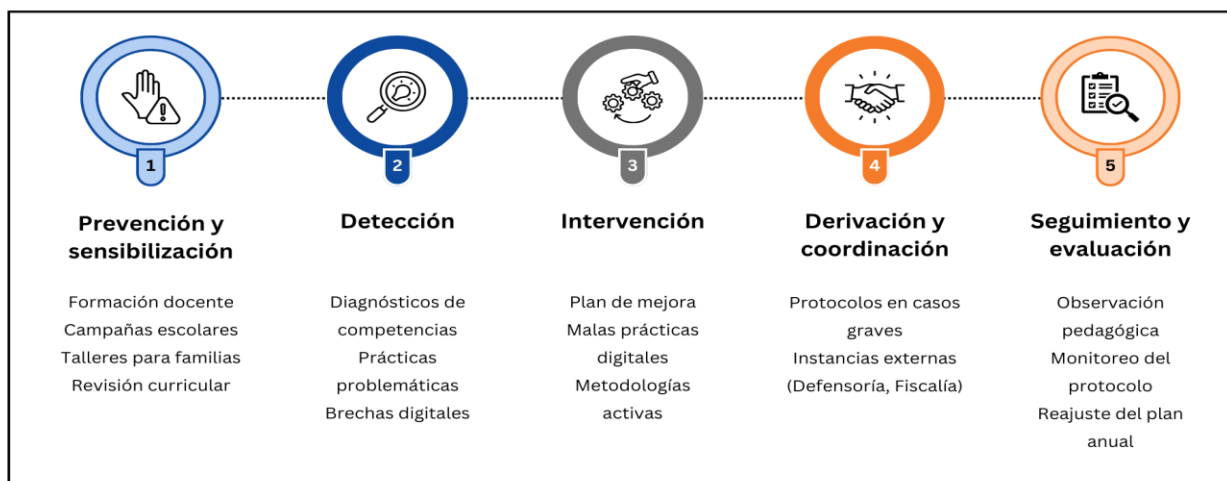 1
Prevención y
sensibilización
Formación docente
Campañas escolares
Talleres para familias
Revisión curricular
2
Detección
Diagnósticos de
competencias
Prácticas
problemáticas
Brechas digitales
3
Intervención
Plan de mejora
Malas prácticas
digitales
Metodologías
activas
4
Derivación y
coordinación
Protocolos en casos
graves
Instancias externas
(Defensoría, Fiscalía)
5
Seguimiento y
evaluación
Observación
pedagógica
Monitoreo del
protocolo
Reajuste del plan
anual